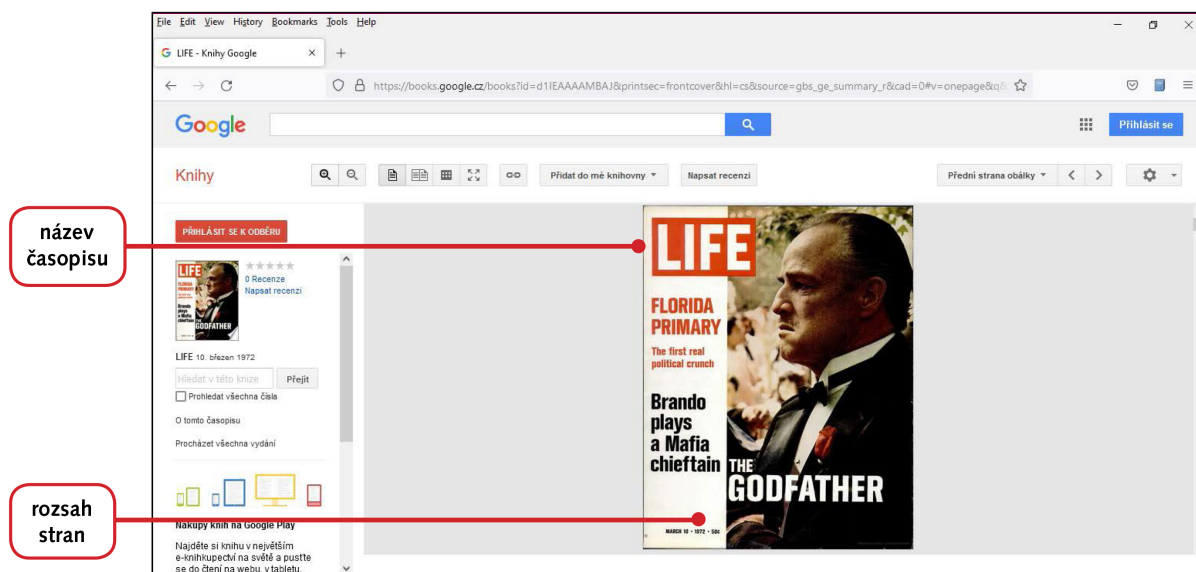 File Edit View History Bookmarks Tools Help
LIFE - Knihy Google
https://books.google.cz/books?id=d1IEAAAAMBAJ&printsec=frontcover&hl=cs&source=gbs_ge_summary_r&cad=0#v=onepage&q&
Google
Přihlásit se
Knihy
Přidat do mé knihovny
Napsat recenzi
Přední strana obálky
název
časopisu
PŘIHLÁSIT SE K ODBĚRU
LIFE
GODFATHER
0 Recenze
Napsat recenzi
LIFE 10. březen 1972
Hledat v této knize
Přejít
Prohledat všechna čísla
O tomto časopisu
Procházet všechna vydání
rozsah
stran
Nákupy knih na Google Play
Najděte si knihu v největším
e-knihkupectví na světě a pusťte
se do čtení na webu, v tabletu,
LIFE
FLORIDA
PRIMARY
The first real
political crunch
Brando
plays
a Mafia
chieftain
THE
GODFATHER
MARCH 10 • 1972 • 50¢